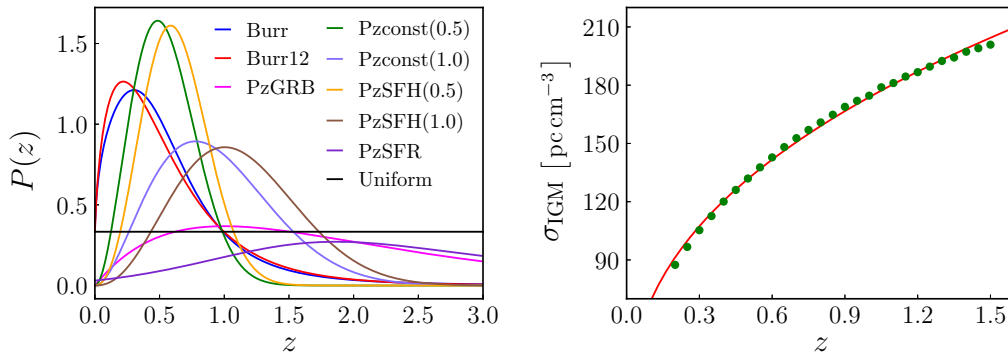 P(z)
1.5
1.0
0.5
0.0
Burr
Burr12
PzGRB
Pzconst(0.5)
Pzconst(1.0)
PzSFH(0.5)
PzSFH(1.0)
PzSFR
Uniform
0.0 0.5 1.0 1.5 2.0 2.5 3.0
z
σ_IGM [ pc cm⁻³ ]
210
180
150
120
90
0.0 0.3 0.6 0.9 1.2 1.5
z